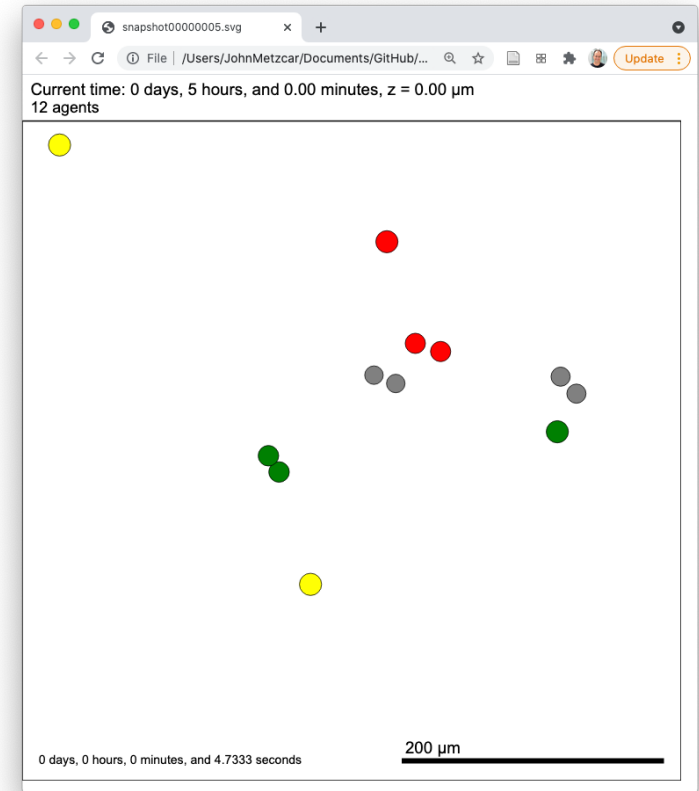 snapshot00000005.svg
File | /Users/JohnMetzcar/Documents/GitHub/... Update
Current time: 0 days, 5 hours, and 0.00 minutes, z = 0.00 µm
12 agents
200 µm
0 days, 0 hours, 0 minutes, and 4.7333 seconds